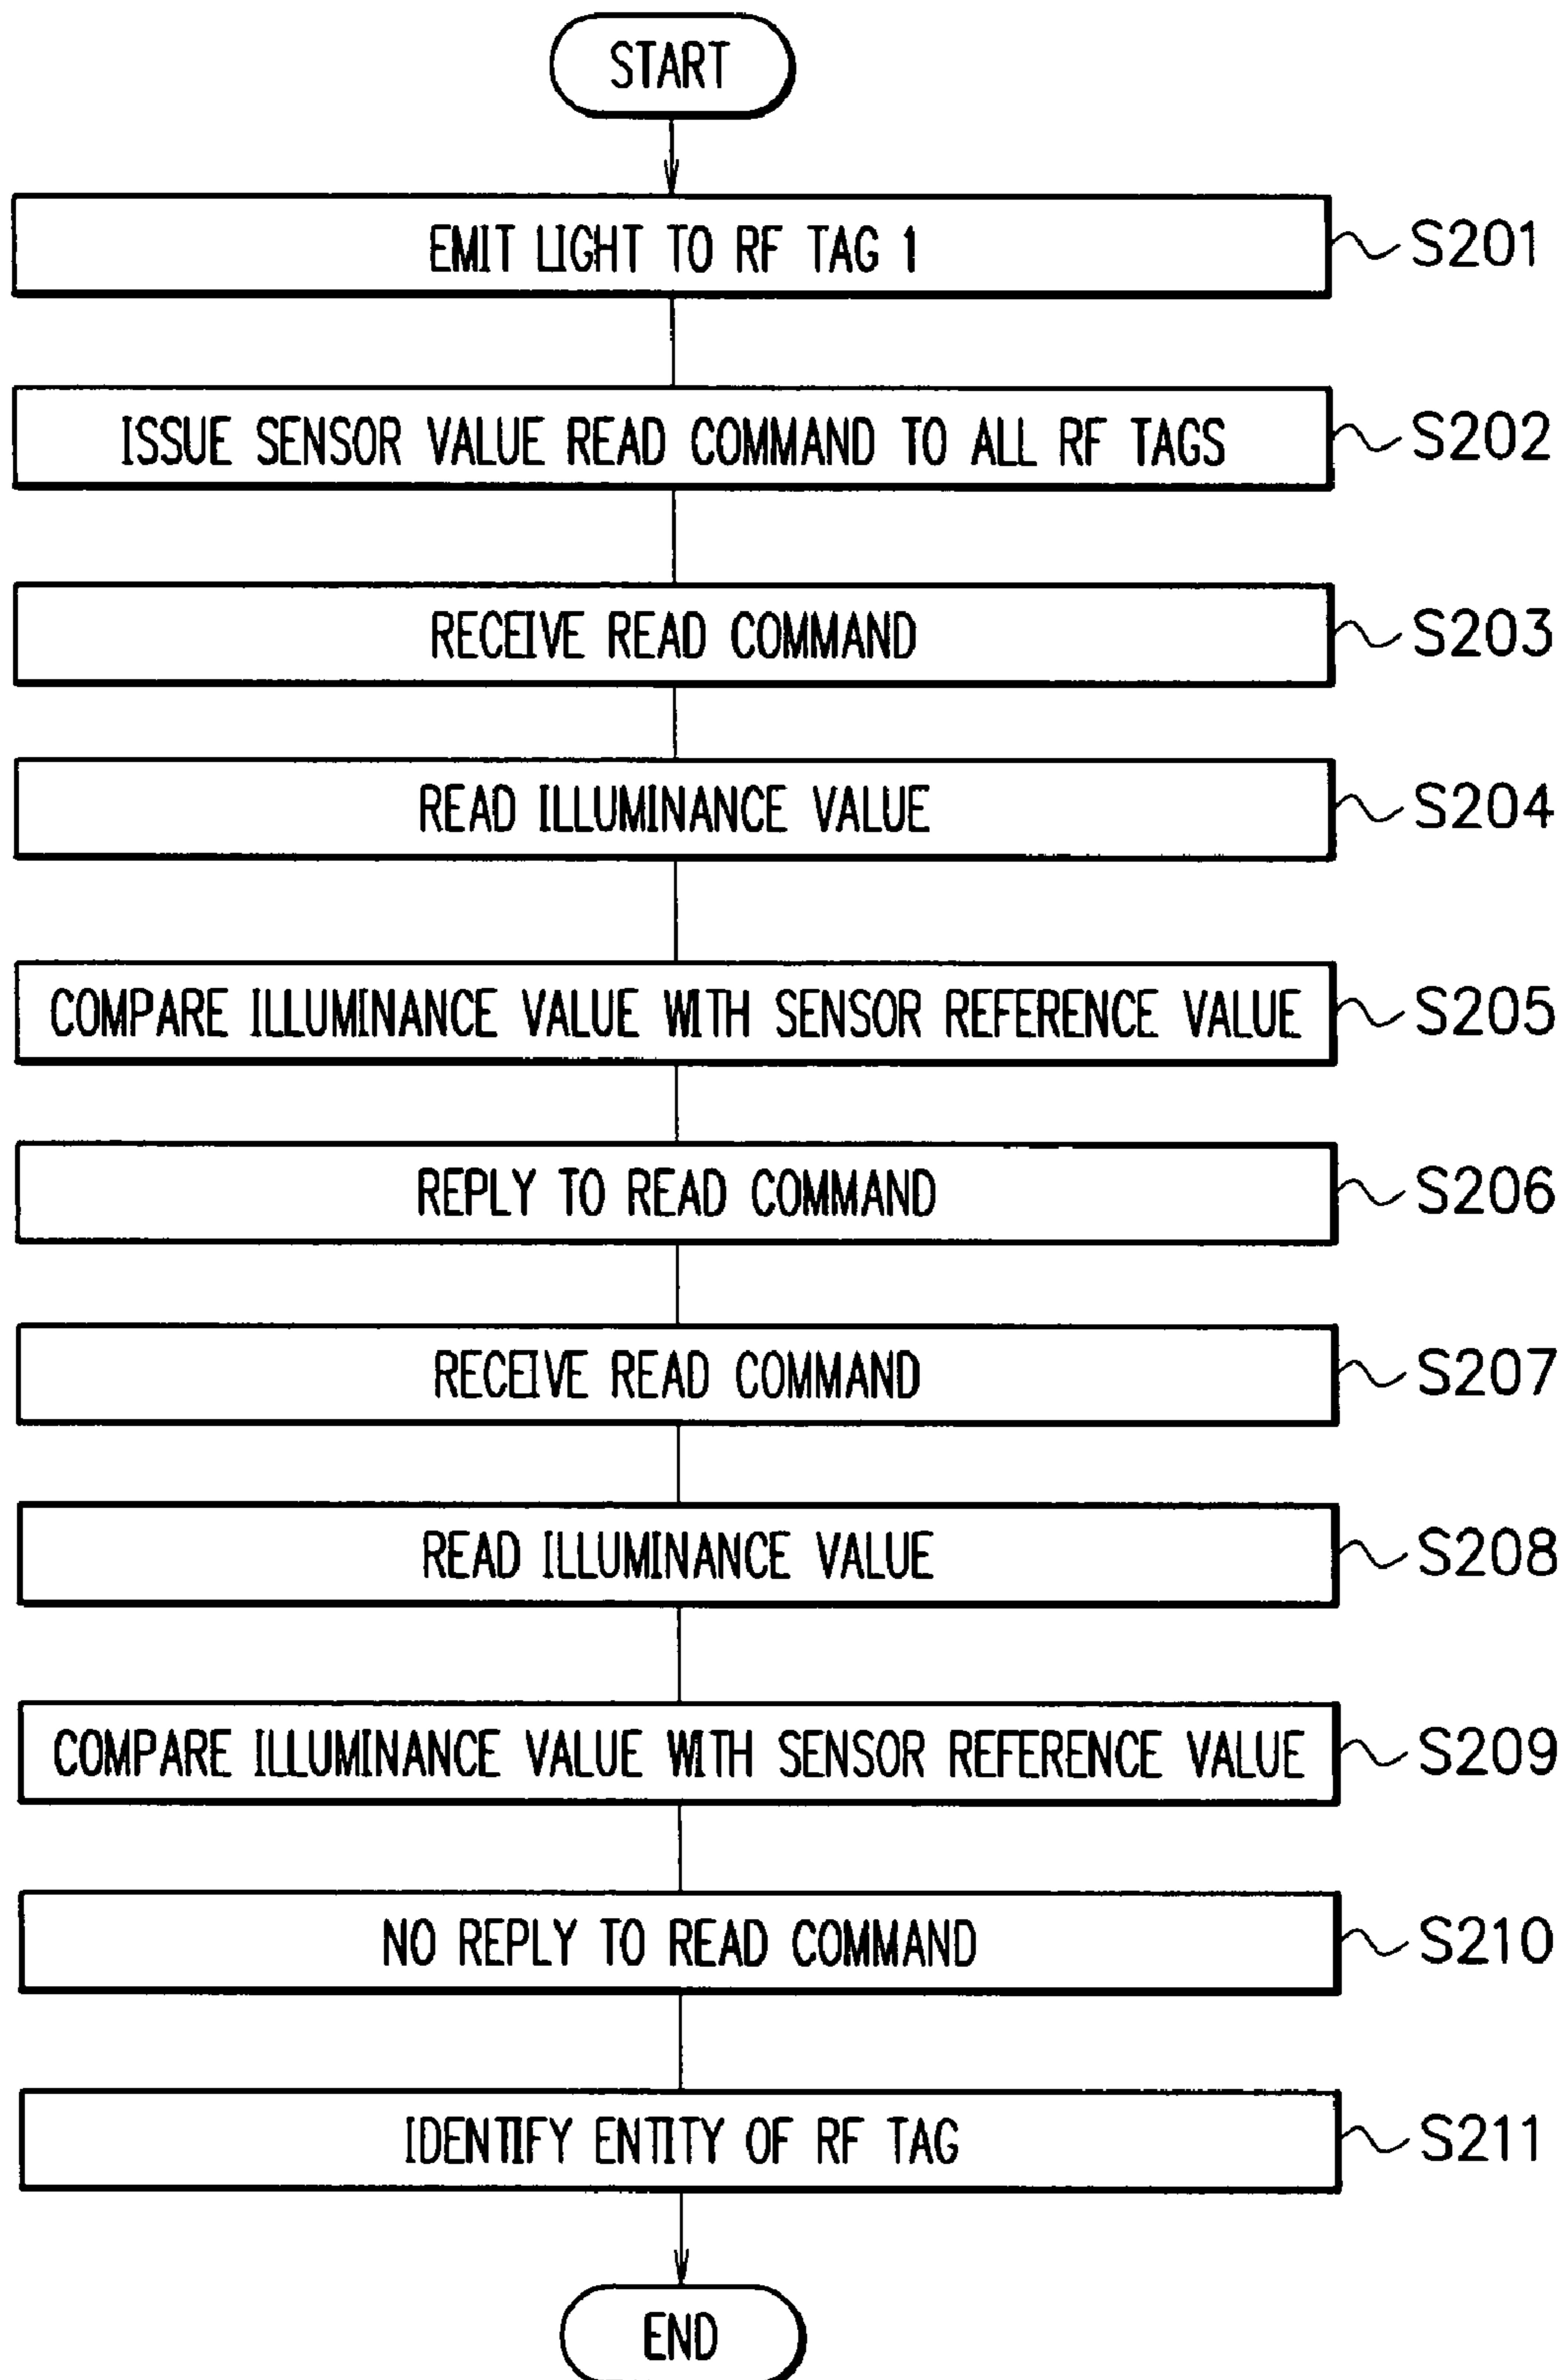 START
EMIT LIGHT TO RF TAG 1 S201
ISSUE SENSOR VALUE READ COMMAND TO ALL RF TAGS S202
RECEIVE READ COMMAND S203
READ ILLUMINANCE VALUE S204
COMPARE ILLUMINANCE VALUE WITH SENSOR REFERENCE VALUE S205
REPLY TO READ COMMAND S206
RECEIVE READ COMMAND S207
READ ILLUMINANCE VALUE S208
COMPARE ILLUMINANCE VALUE WITH SENSOR REFERENCE VALUE S209
NO REPLY TO READ COMMAND S210
IDENTIFY ENTITY OF RF TAG S211
END